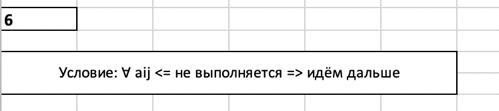 6
Условие: ∀ aij <= не выполняется => идём дальше